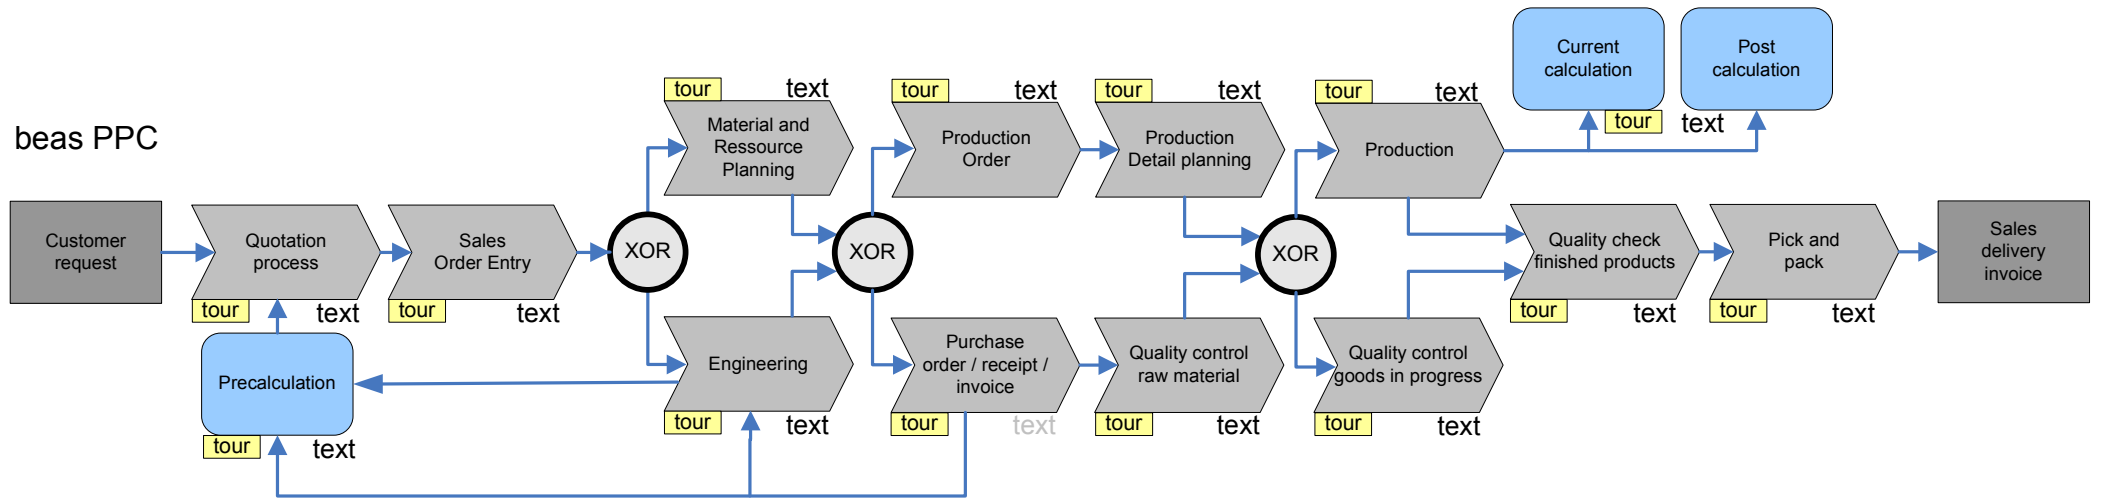 beas PPC
Customer
request
Quotation
process
tour
text
Precalculation
tour
text
Sales
Order Entry
tour
text
XOR
tour
text
Material and
Ressource
Planning
Engineering
tour
text
XOR
tour
text
Production
Order
Purchase
order / receipt /
invoice
tour
text
tour
text
Production
Detail planning
Quality control
raw material
tour
text
XOR
tour
text
Production
Quality control
goods in progress
tour
text
Current
calculation
tour
Post
calculation
text
Quality check
finished products
tour
text
Pick and
pack
tour
text
Sales
delivery
invoice